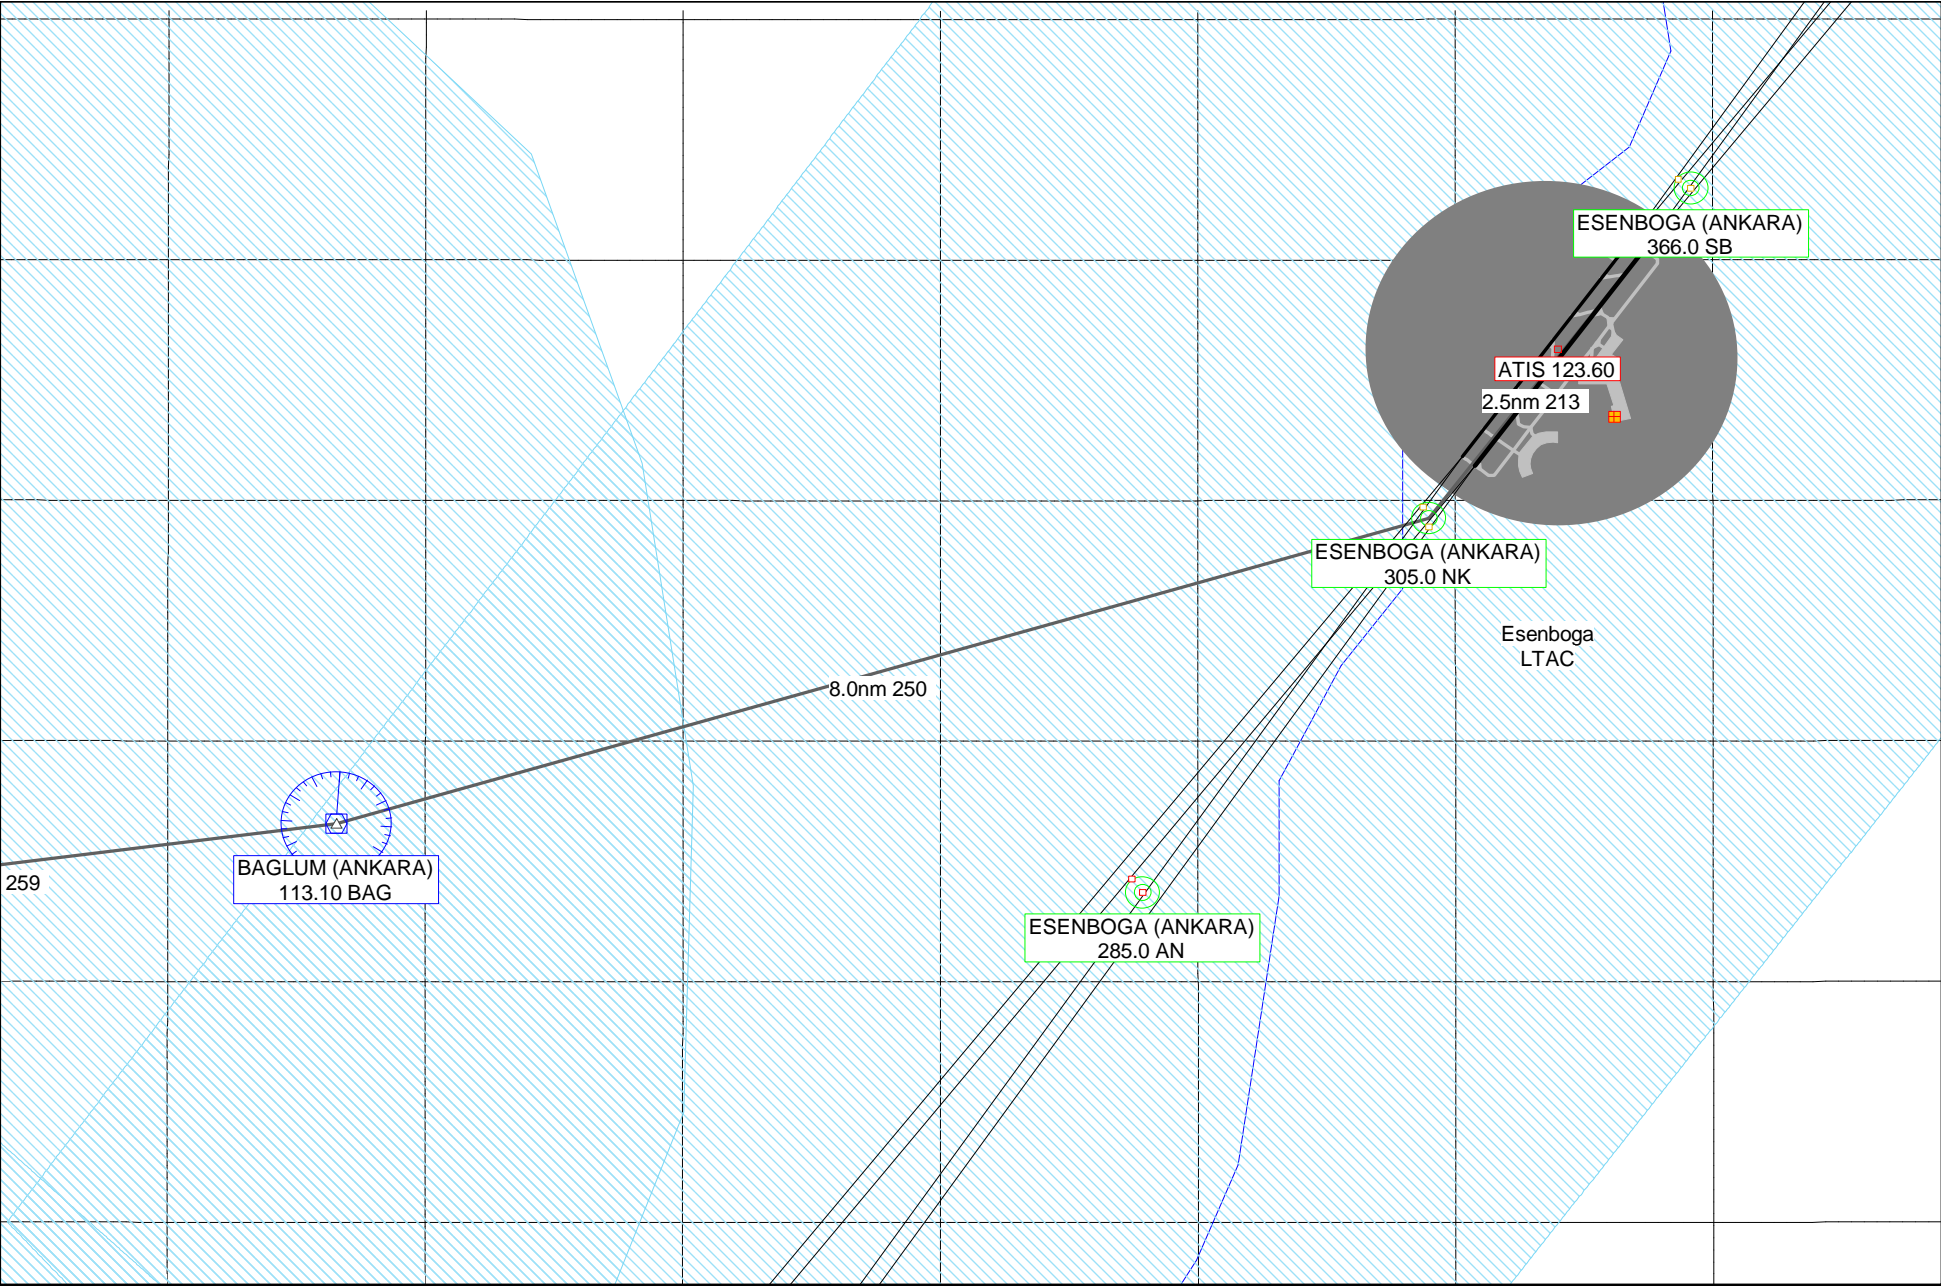 ESENBOGA (ANKARA)
366.0 SB
ATIS 123.60
2.5nm 213
ESENBOGA (ANKARA)
305.0 NK
Esenboga
LTAC
8.0nm 250
BAGLUM (ANKARA)
113.10 BAG
259
ESENBOGA (ANKARA)
285.0 AN